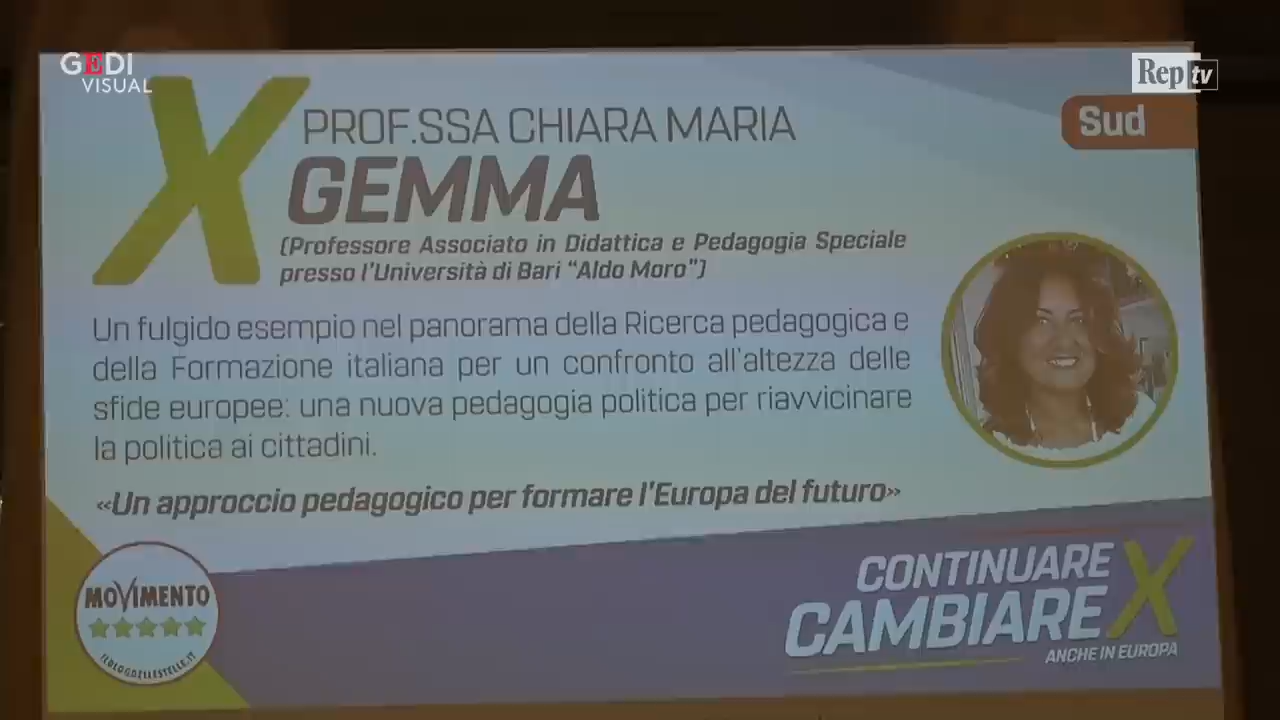 GEDI
VISUAL
Rep tv
X
PROF.SSA CHIARA MARIA
Sud
GEMMA
(Professore Associato in Didattica e Pedagogia Speciale
presso l'Università di Bari "Aldo Moro")
Un fulgido esempio nel panorama della Ricerca pedagogica e
della Formazione italiana per un confronto all'altezza delle
sfide europee: una nuova pedagogia politica per riavvicinare
la politica ai cittadini.
«Un approccio pedagogico per formare l'Europa del futuro»
MOVIMENTO
ILBLOGDELLESTELLE.IT
CONTINUARE
CAMBIARE X
ANCHE IN EUROPA